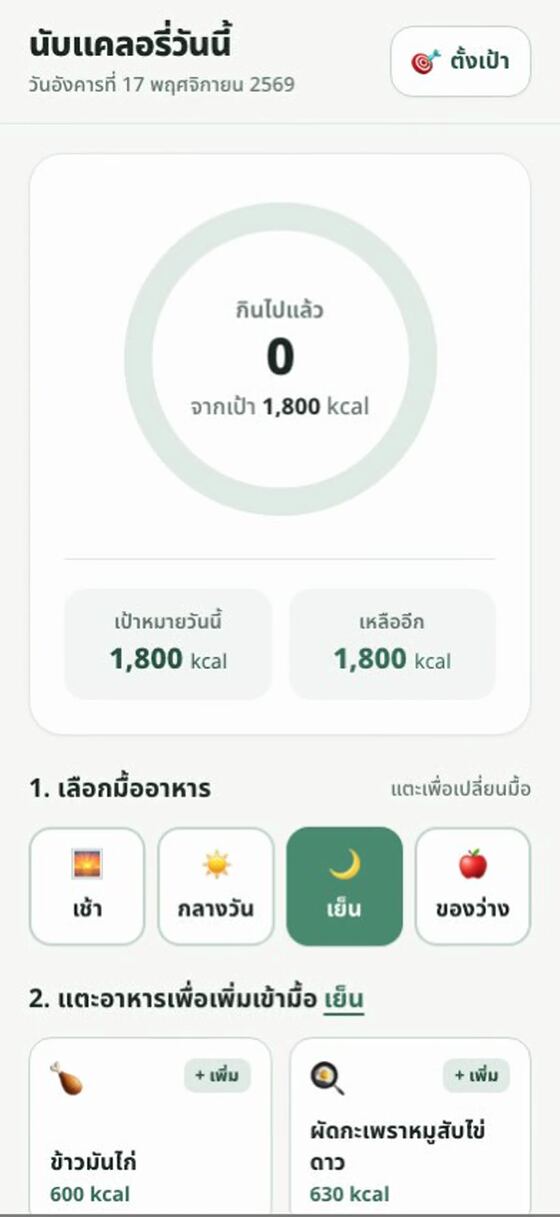 นับแคลอรี่วันนี้
วันอังคารที่ 17 พฤศจิกายน 2569
ตั้งเป้า
กินไปแล้ว
0
จากเป้า 1,800 kcal
เป้าหมายวันนี้
1,800 kcal
เหลืออีก
1,800 kcal
1. เลือกมื้ออาหาร
แตะเพื่อเปลี่ยนมื้อ
เช้า
กลางวัน
เย็น
ของว่าง
2. แตะอาหารเพื่อเพิ่มเข้ามื้อ เย็น
+ เพิ่ม
ข้าวมันไก่
600 kcal
+ เพิ่ม
ผัดกะเพราหมูสับไข่
ดาว
630 kcal